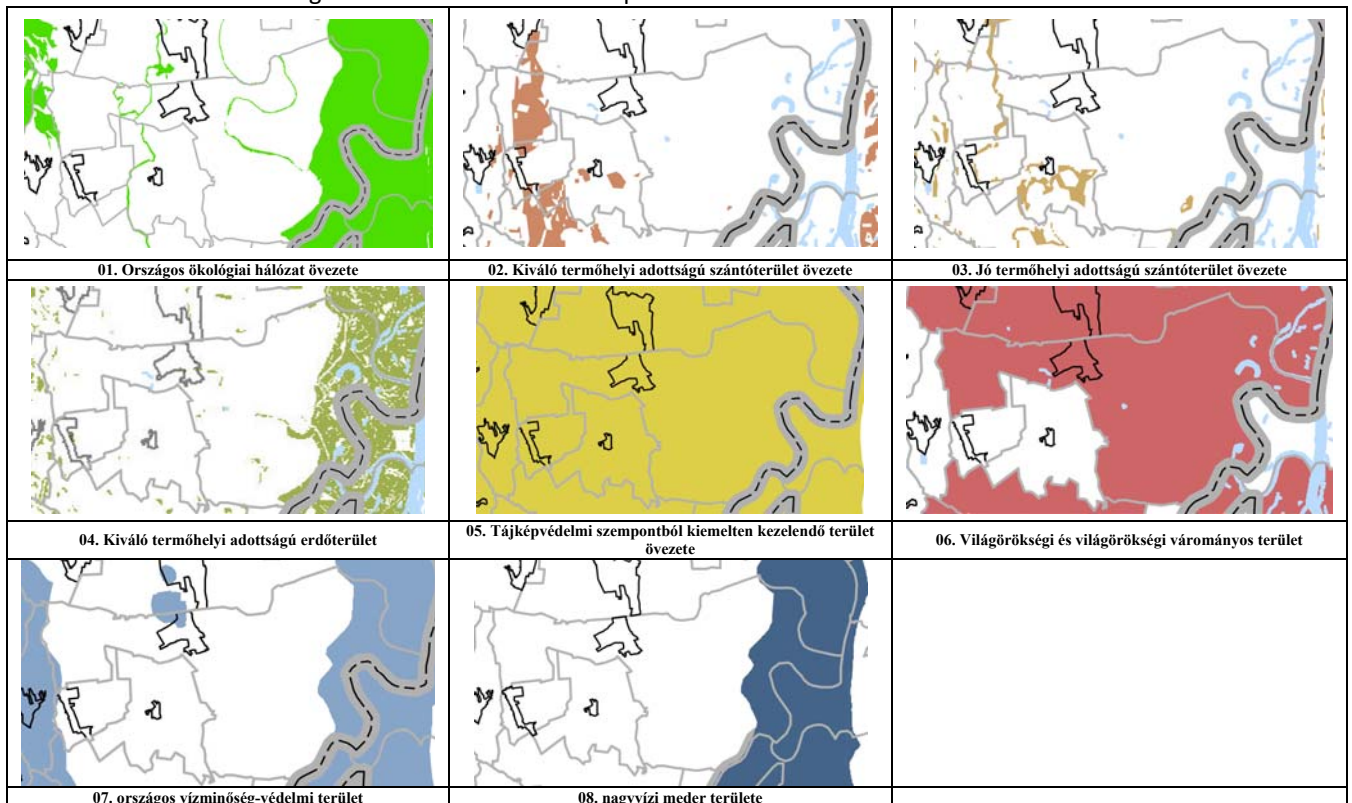 01. Országos ökológiai hálózat övezete
02. Kiváló termőhelyi adottságú szántóterület övezete
03. Jó termőhelyi adottságú szántóterület övezete
04. Kiváló termőhelyi adottságú erdőterület
05. Tájképvédelmi szempontból kiemelten kezelendő terület
övezete
06. Világörökségi és világörökségi várományos terület
07. országos vízminőség-védelmi terület
08. nagyvízi meder területe